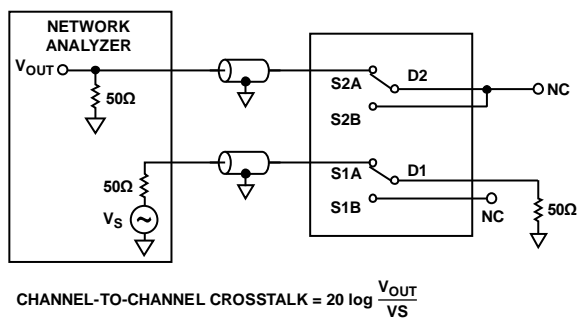 NETWORK
ANALYZER
VOUT
50Ω
S2A
D2
NC
S2B
50Ω
VS
S1A
D1
S1B
NC
50Ω
CHANNEL-TO-CHANNEL CROSSTALK = 20 log VOUT
VS